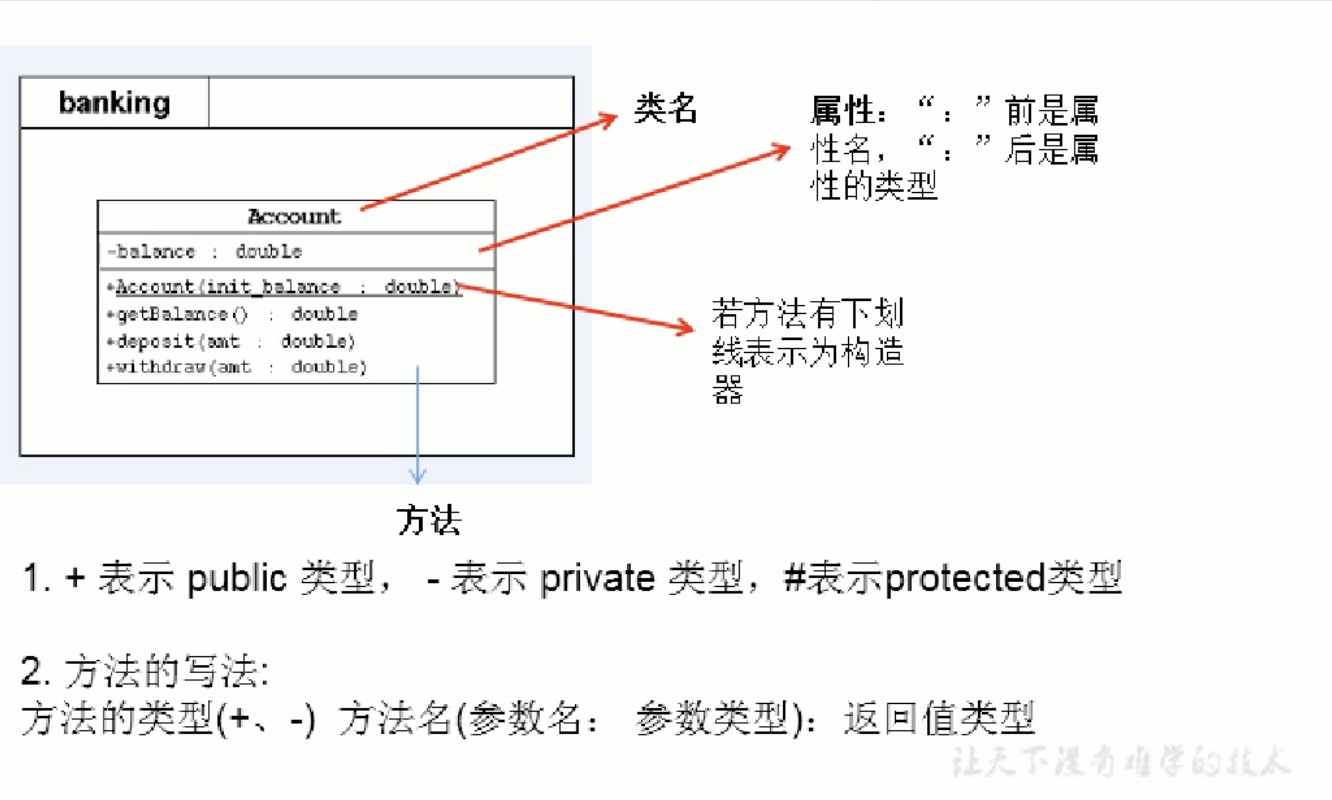 banking
类名
属性：“：”前是属
性名，“：”后是属
性的类型
Account
-balance : double
+Account(init_balance : double)
+getBalance() : double
+deposit(amt : double)
+withdraw(amt : double)
若方法有下划
线表示为构造
器
方法
1. + 表示 public 类型， - 表示 private 类型，#表示protected类型
2. 方法的写法:
方法的类型(+、-) 方法名(参数名： 参数类型)：返回值类型
让天下没有难学的技术